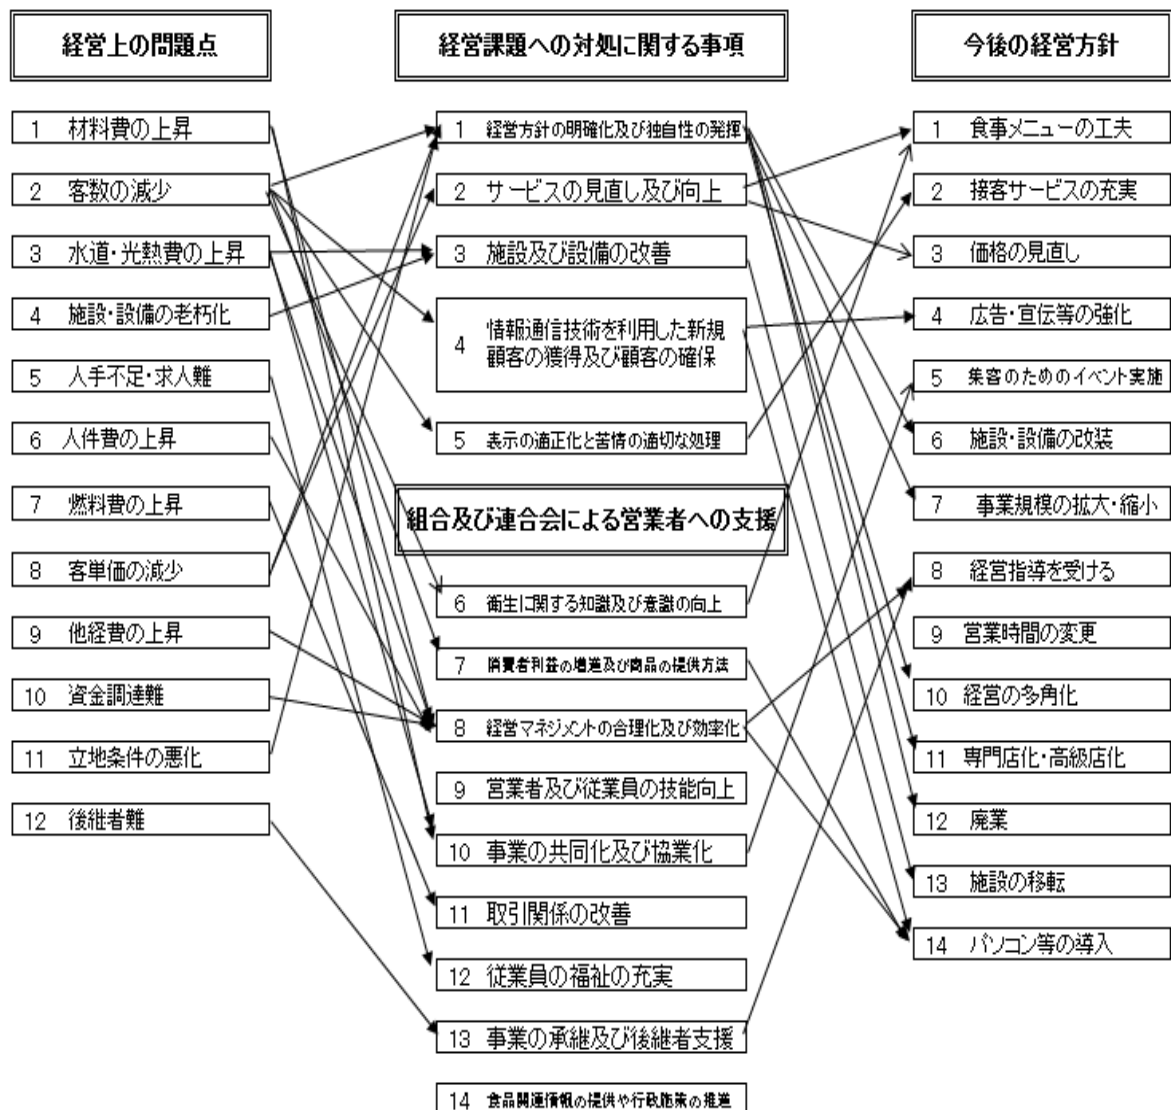 経営上の問題点
1 材料費の上昇
2 客数の減少
3 水道・光熱費の上昇
4 施設・設備の老朽化
5 人手不足・求人難
6 人件費の上昇
7 燃料費の上昇
8 客単価の減少
9 他経費の上昇
10 資金調達難
11 立地条件の悪化
12 後継者難
経営課題への対処に関する事項
1 経営方針の明確化及び独自性の発揮
2 サービスの見直し及び向上
3 施設及び設備の改善
4 情報通信技術を利用した新規
顧客の獲得及び顧客の確保
5 表示の適正化と苦情の適切な処理
組合及び連合会による営業者への支援
6 衛生に関する知識及び意識の向上
7 消費者利益の増進及び商品の提供方法
8 経営マネジメントの合理化及び効率化
9 営業者及び従業員の技能向上
10 事業の共同化及び協業化
11 取引関係の改善
12 従業員の福祉の充実
13 事業の承継及び後継者支援
14 食品関連情報の提供や行政施策の推進
今後の経営方針
1 食事メニューの工夫
2 接客サービスの充実
3 価格の見直し
4 広告・宣伝等の強化
5 集客のためのイベント実施
6 施設・設備の改装
7 事業規模の拡大・縮小
8 経営指導を受ける
9 営業時間の変更
10 経営の多角化
11 専門店化・高級店化
12 廃業
13 施設の移転
14 パソコン等の導入